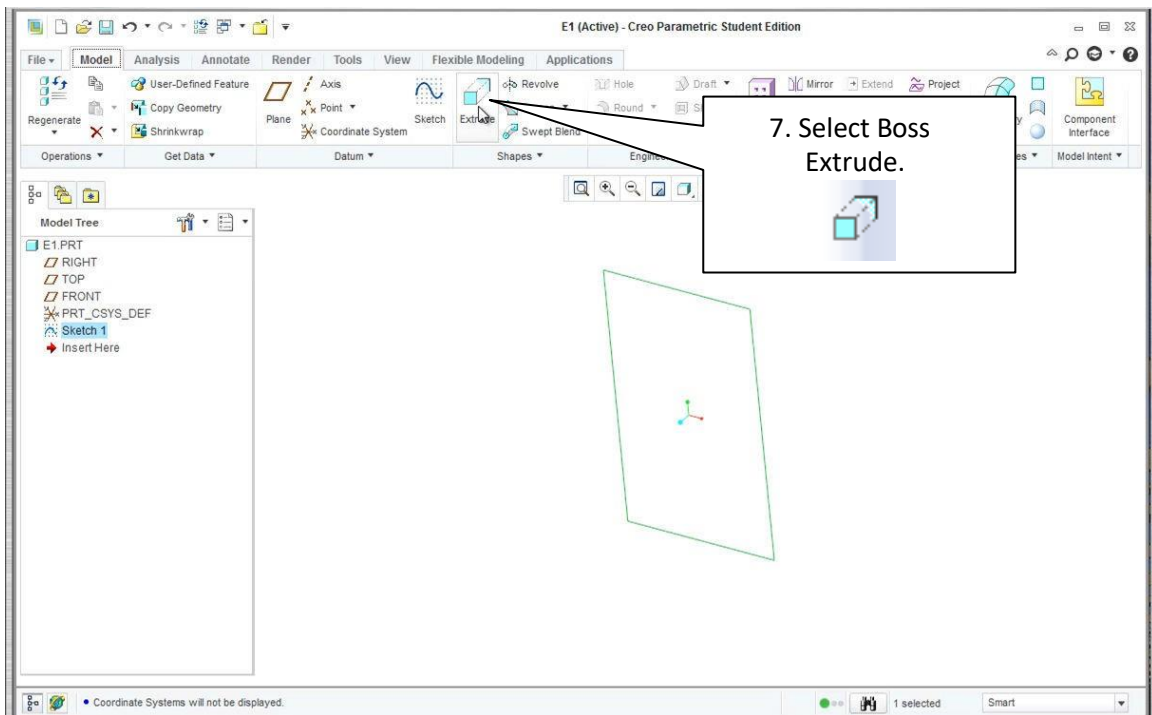 E1 (Active) - Creo Parametric Student Edition
File Model Analysis Annotate Render Tools View Flexible Modeling Applications
User-Defined Feature Axis Revolve Hole Draft Mirror Extend Project
Copy Geometry Point Round
Regenerate Plane Sketch Extrude Component Interface
Shrinkwrap Coordinate System Swept Blend
Operations Get Data Datum Shapes Model Intent
7. Select Boss
Extrude.
Model Tree
E1.PRT
RIGHT
TOP
FRONT
PRT_CSYS_DEF
Sketch 1
Insert Here
• Coordinate Systems will not be displayed. 1 selected Smart